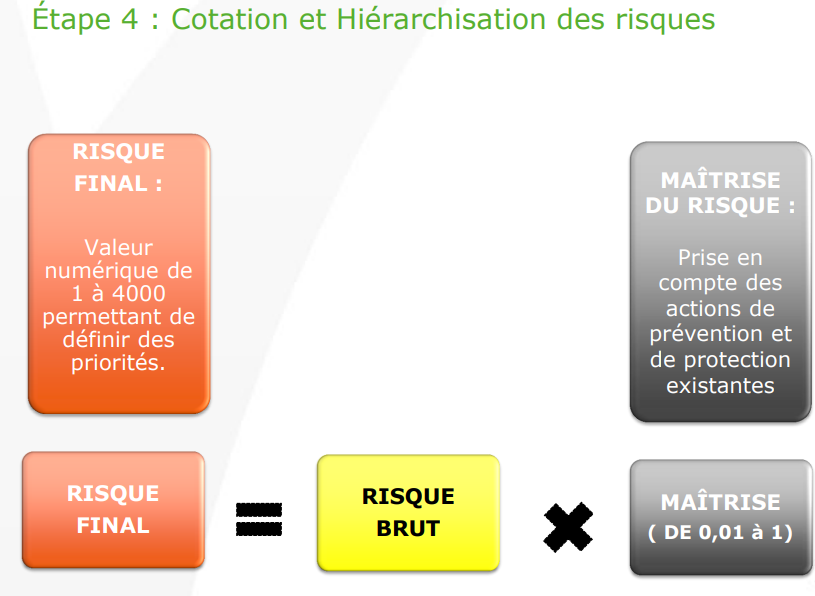 Étape 4 : Cotation et Hiérarchisation des risques
RISQUE
FINAL :
Valeur
numérique de
1 à 4000
permettant de
définir des
priorités.
MAÎTRISE
DU RISQUE :
Prise en
compte des
actions de
prévention et
de protection
existantes
RISQUE
FINAL
=
RISQUE
BRUT
×
MAÎTRISE
( DE 0,01 à 1)